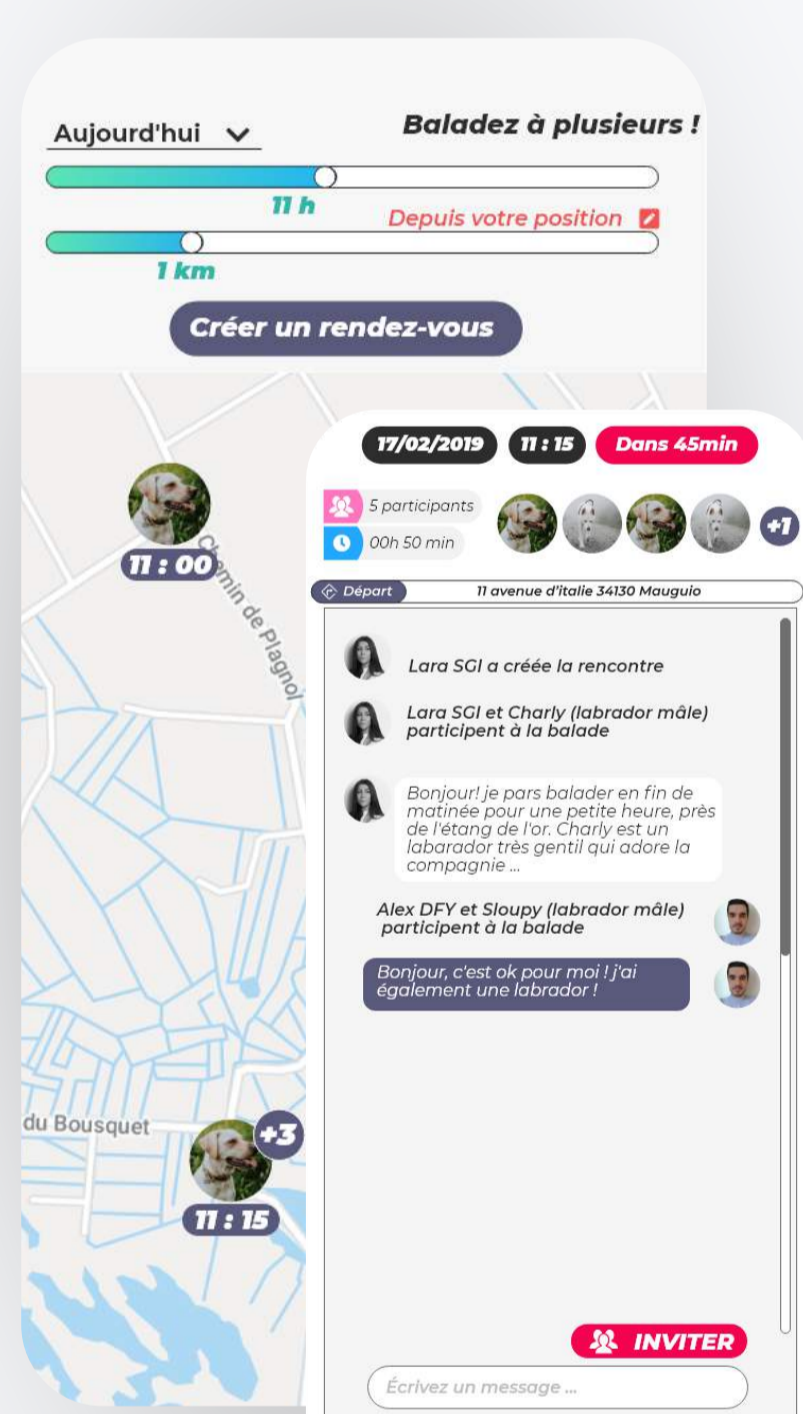 Aujourd'hui
Baladez à plusieurs !
11 h
Depuis votre position
1 km
Créer un rendez-vous
11 : 00
Chemin de Plagnol
du Bousquet
+3
11 : 15
17/02/2019
11 : 15
Dans 45min
5 participants
00h 50 min
+1
Départ
11 avenue d'italie 34130 Mauguio
Lara SGI a créée la rencontre
Lara SGI et Charly (labrador mâle)
participent à la balade
Bonjour! je pars balader en fin de
matinée pour une petite heure, près
de l'étang de l'or. Charly est un
labarador très gentil qui adore la
compagnie ...
Alex DFY et Sloupy (labrador mâle)
participent à la balade
Bonjour, c'est ok pour moi ! j'ai
également une labrador !
INVITER
Écrivez un message ...